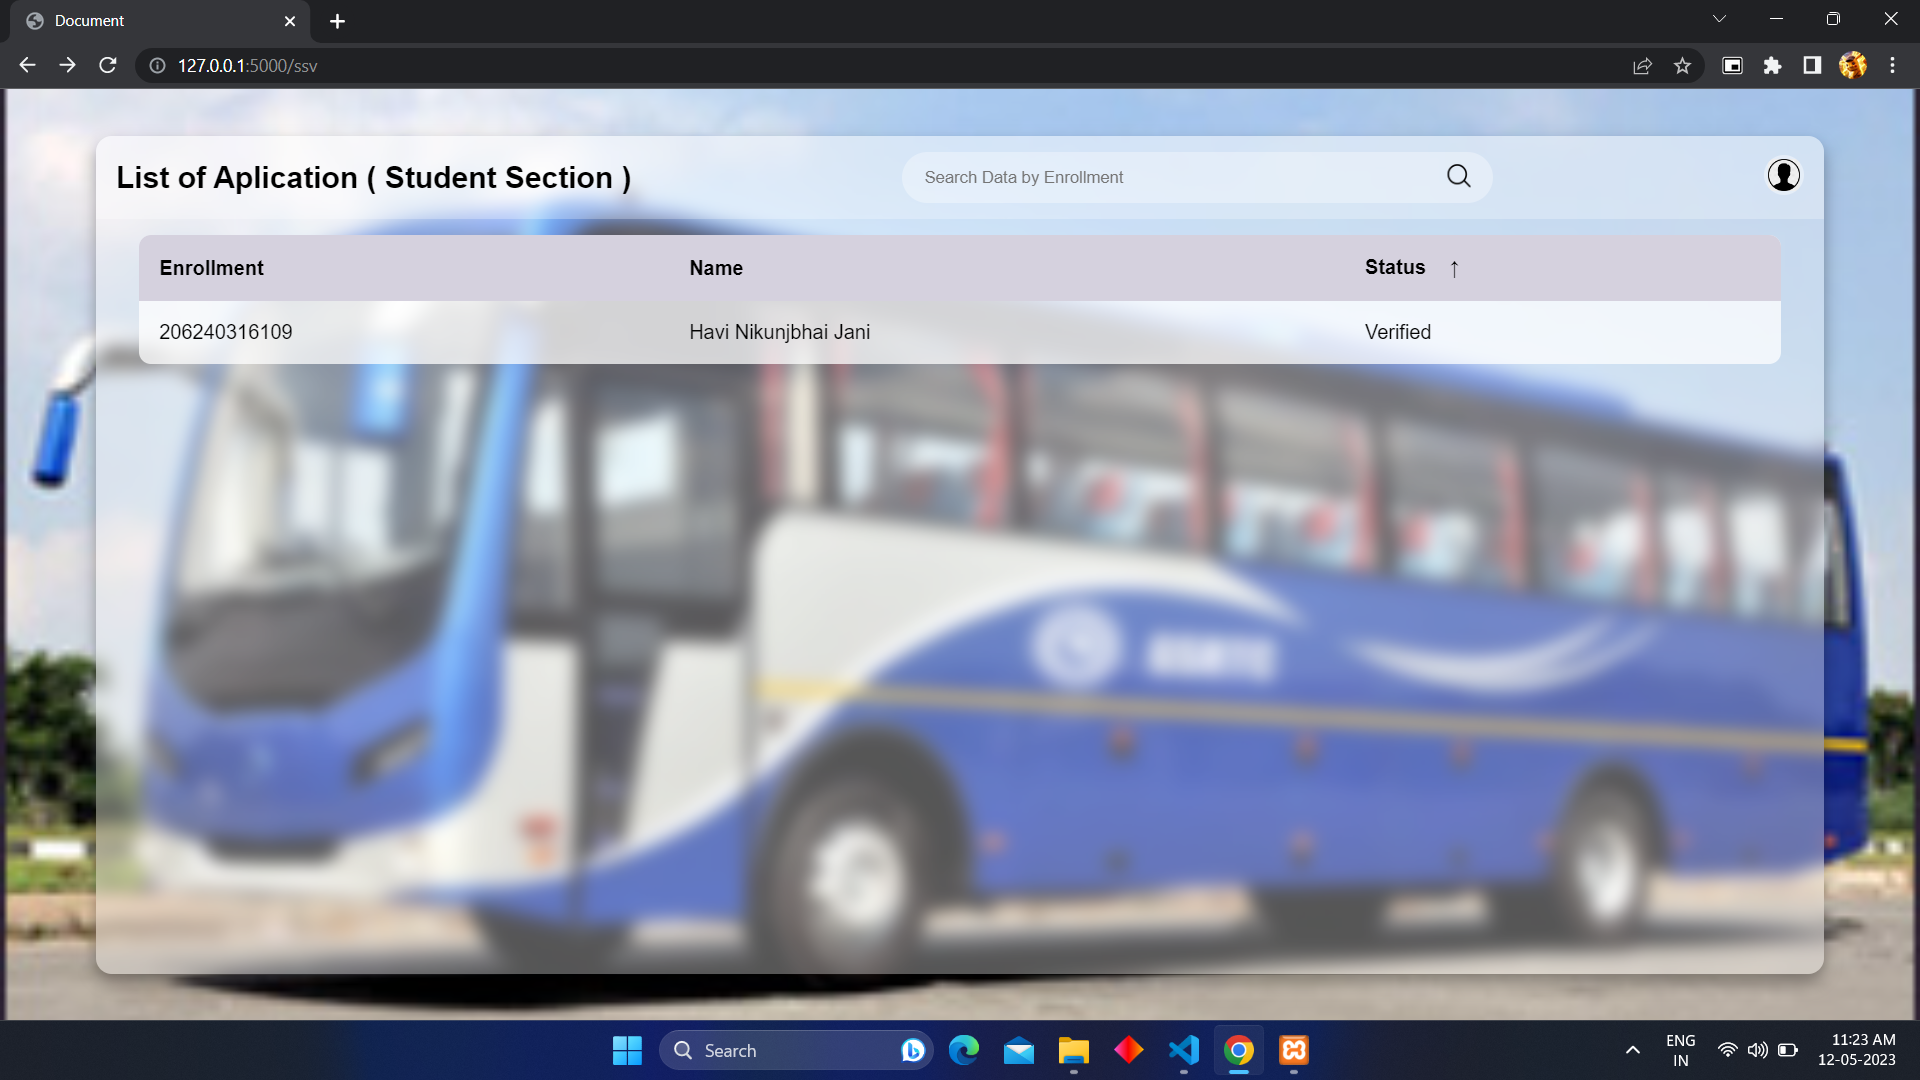 Document
127.0.0.1:5000/ssv
List of Aplication ( Student Section )
Search Data by Enrollment
Enrollment Name Status ↑
206240316109 Havi Nikunjbhai Jani Verified
Search
ENG
IN
11:23 AM
12-05-2023